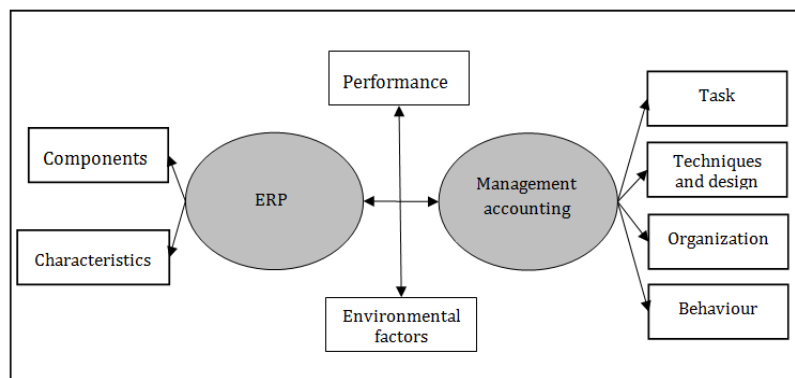 Performance
Task
Components
Techniques
and design
ERP
Management
accounting
Characteristics
Organization
Environmental
factors
Behaviour